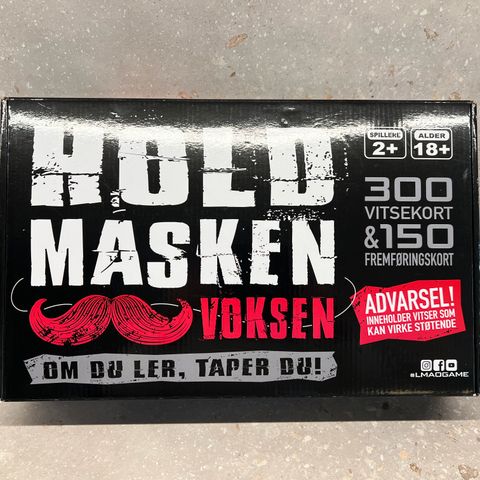 HOLD
MASKEN
VOKSEN
OM DU LER, TAPER DU!
SPILLERE
2+
ALDER
18+
300
VITSEKORT
&150
FREMFØRINGSKORT
ADVARSEL!
INNEHOLDER VITSER SOM
KAN VIRKE STØTENDE
#LMAOGAME